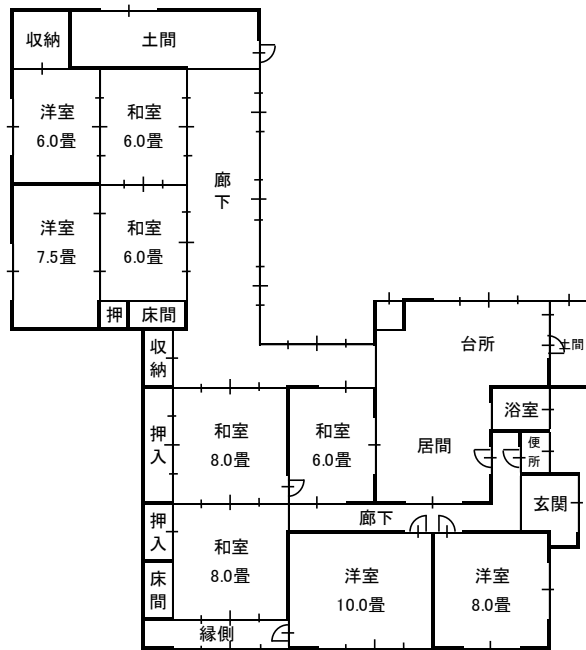 収納
土間
洋室
6.0畳
和室
6.0畳
廊
下
洋室
7.5畳
和室
6.0畳
押
床間
収
納
台所
土間
浴室
押
入
和室
8.0畳
和室
6.0畳
居間
便
所
玄関
廊下
押
入
和室
8.0畳
床
間
洋室
10.0畳
洋室
8.0畳
縁側